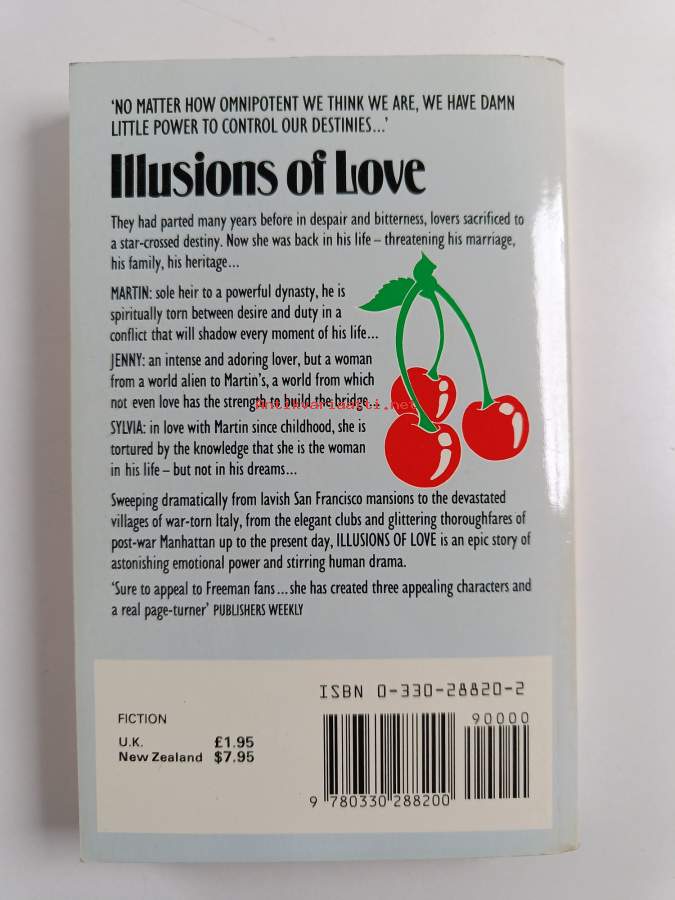 ‘NO MATTER HOW OMNIPOTENT WE THINK WE ARE, WE HAVE DAMN
LITTLE POWER TO CONTROL OUR DESTINIES...’
Illusions of Love
They had parted many years before in despair and bitterness, lovers sacrificed to
a star-crossed destiny. Now she was back in his life – threatening his marriage,
his family, his heritage...
MARTIN: sole heir to a powerful dynasty, he is
spiritually torn between desire and duty in a
conflict that will shadow every moment of his life...
JENNY: an intense and adoring lover, but a woman
from a world alien to Martin's, a world from which
not even love has the strength to build the bridge...
Antikvariaatti.net
SYLVIA: in love with Martin since childhood, she is
tortured by the knowledge that she is the woman
in his life – but not in his dreams...
Sweeping dramatically from lavish San Francisco mansions to the devastated
villages of war-torn Italy, from the elegant clubs and glittering thoroughfares of
post-war Manhattan up to the present day, ILLUSIONS OF LOVE is an epic story of
astonishing emotional power and stirring human drama.
‘Sure to appeal to Freeman fans...she has created three appealing characters and
a real page-turner’ PUBLISHERS WEEKLY
ISBN 0-330-28820-2
90000
FICTION
U.K. £1.95
New Zealand $7.95
9 780330 288200